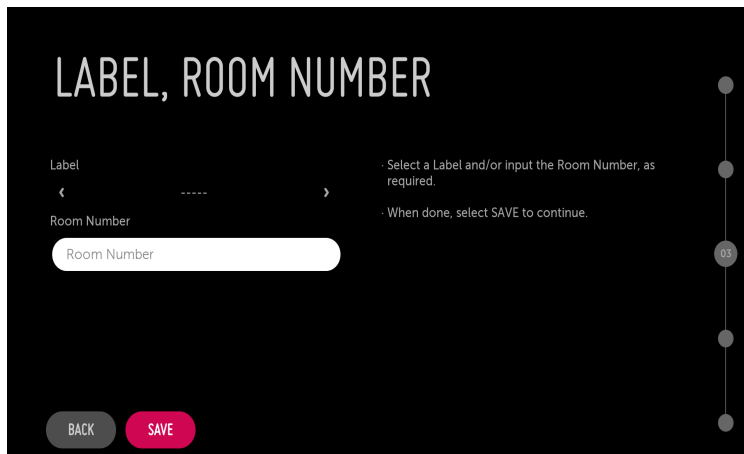 LABEL, ROOM NUMBER
Label
‹ ----- ›
Room Number
Room Number
· Select a Label and/or input the Room Number, as
required.
· When done, select SAVE to continue.
03
BACK
SAVE